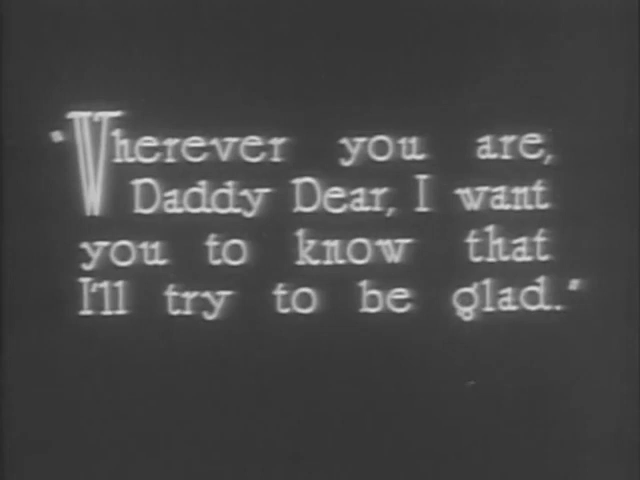 "Wherever you are,
Daddy Dear, I want
you to know that
I'll try to be glad."